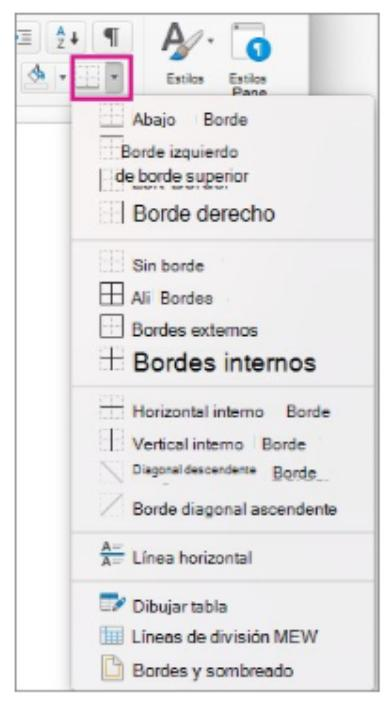 Estilos
Estilos
Pane
Abajo Borde
Borde izquierdo
de borde superior
Borde derecho
Sin borde
Ali Bordes
Bordes externos
Bordes internos
Horizontal interno Borde
Vertical interno Borde
Diagonal descendente Borde
Borde diagonal ascendente
Línea horizontal
Dibujar tabla
Líneas de división MEW
Bordes y sombreado